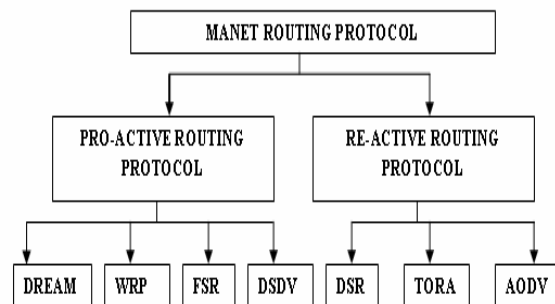 MANET ROUTING PROTOCOL
PRO-ACTIVE ROUTING
PROTOCOL
RE-ACTIVE ROUTING
PROTOCOL
DREAM
WRP
FSR
DSDV
DSR
TORA
AODV